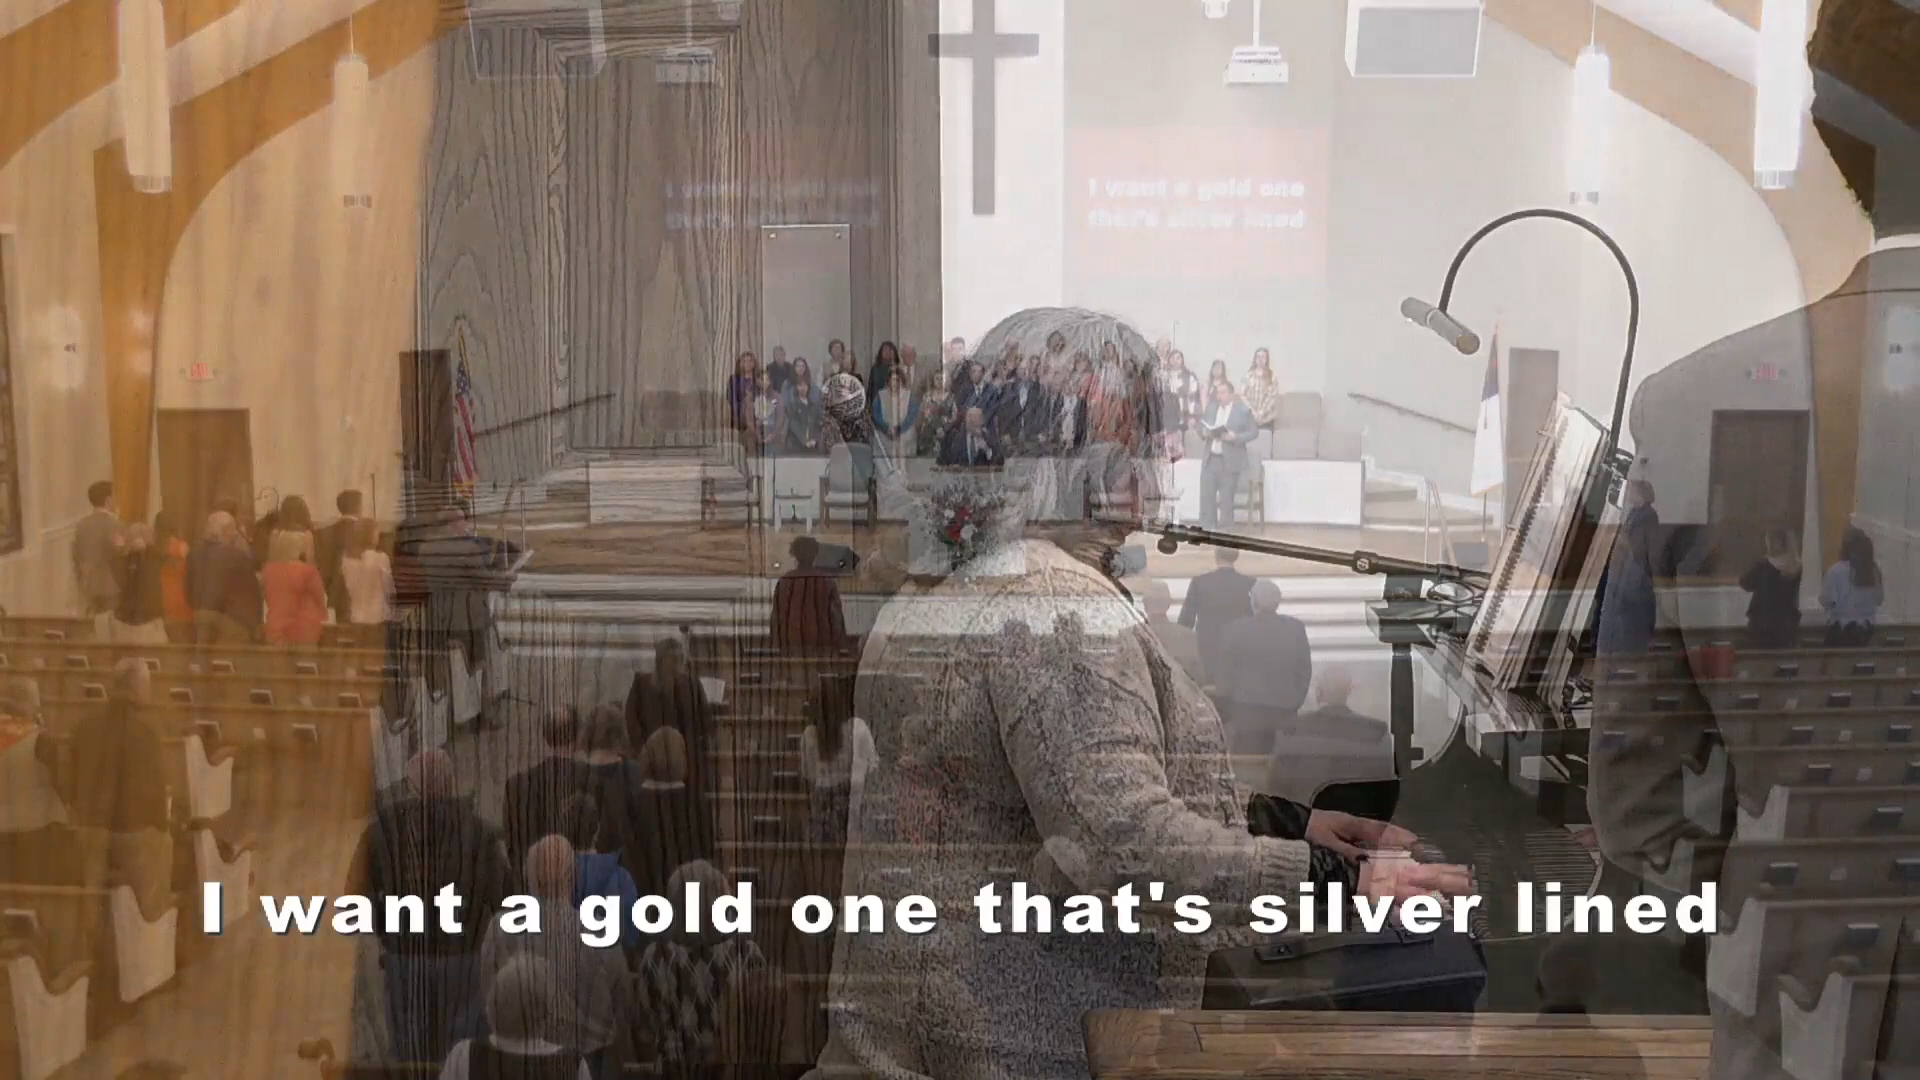 I want a gold one
that's silver lined
I want a gold one that's silver lined